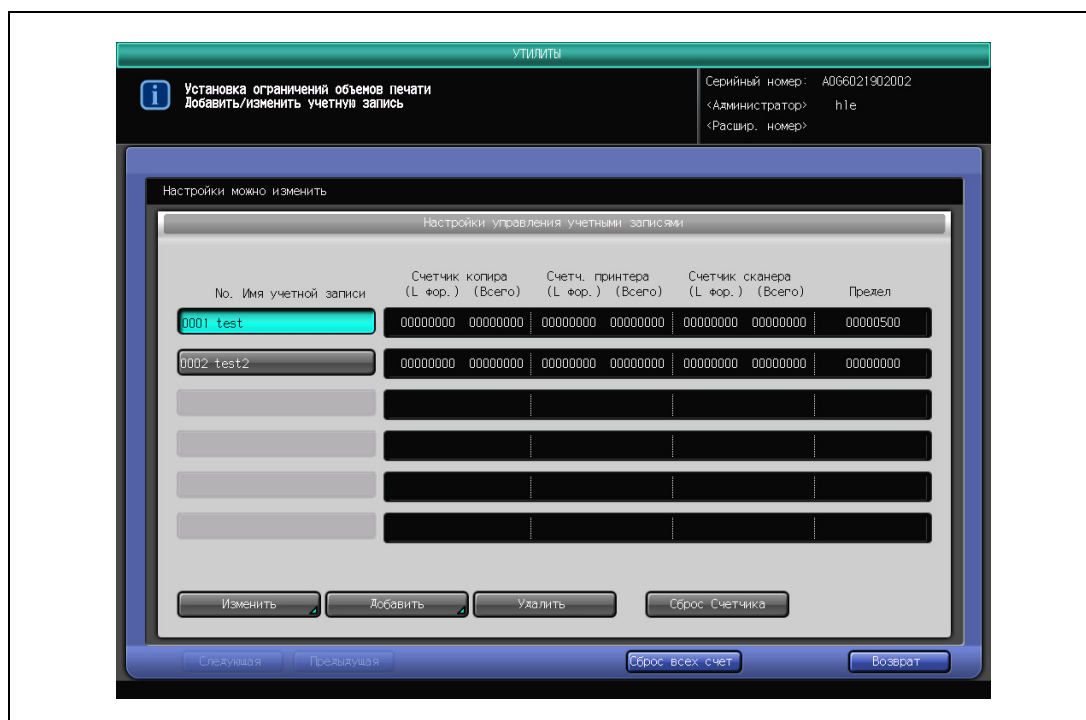 УТИЛИТЫ
Установка ограничений объемов печати
Добавить/изменить учетную запись
Серийный номер: A0G6021902002
<Администратор> hle
<Расшир. номер>
Настройки можно изменить
Настройки управления учетными записями
Счетчик копира Счетч. принтера Счетчик сканера
No. Имя учетной записи (L фор.) (Всего) (L фор.) (Всего) (L фор.) (Всего) Предел
0001 test 00000000 00000000 00000000 00000000 00000000 00000000 00000500
0002 test2 00000000 00000000 00000000 00000000 00000000 00000000 00000000
Изменить Добавить Удалить Сброс Счетчика
Следующая Предыдущая Сброс всех счет Возврат